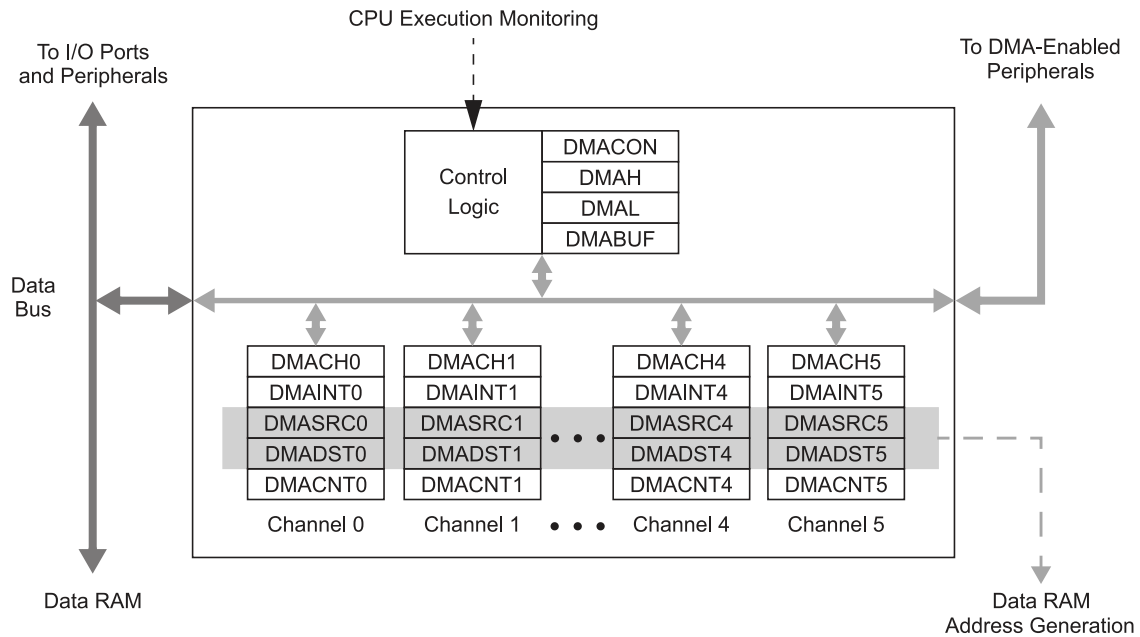 CPU Execution Monitoring
To I/O Ports
and Peripherals
To DMA-Enabled
Peripherals
Control
Logic
DMACON
DMAH
DMAL
DMABUF
Data
Bus
DMACH0
DMAINT0
DMASRC0
DMADST0
DMACNT0
Channel 0
DMACH1
DMAINT1
DMASRC1
DMADST1
DMACNT1
Channel 1
DMACH4
DMAINT4
DMASRC4
DMADST4
DMACNT4
Channel 4
DMACH5
DMAINT5
DMASRC5
DMADST5
DMACNT5
Channel 5
Data RAM
Data RAM
Address Generation